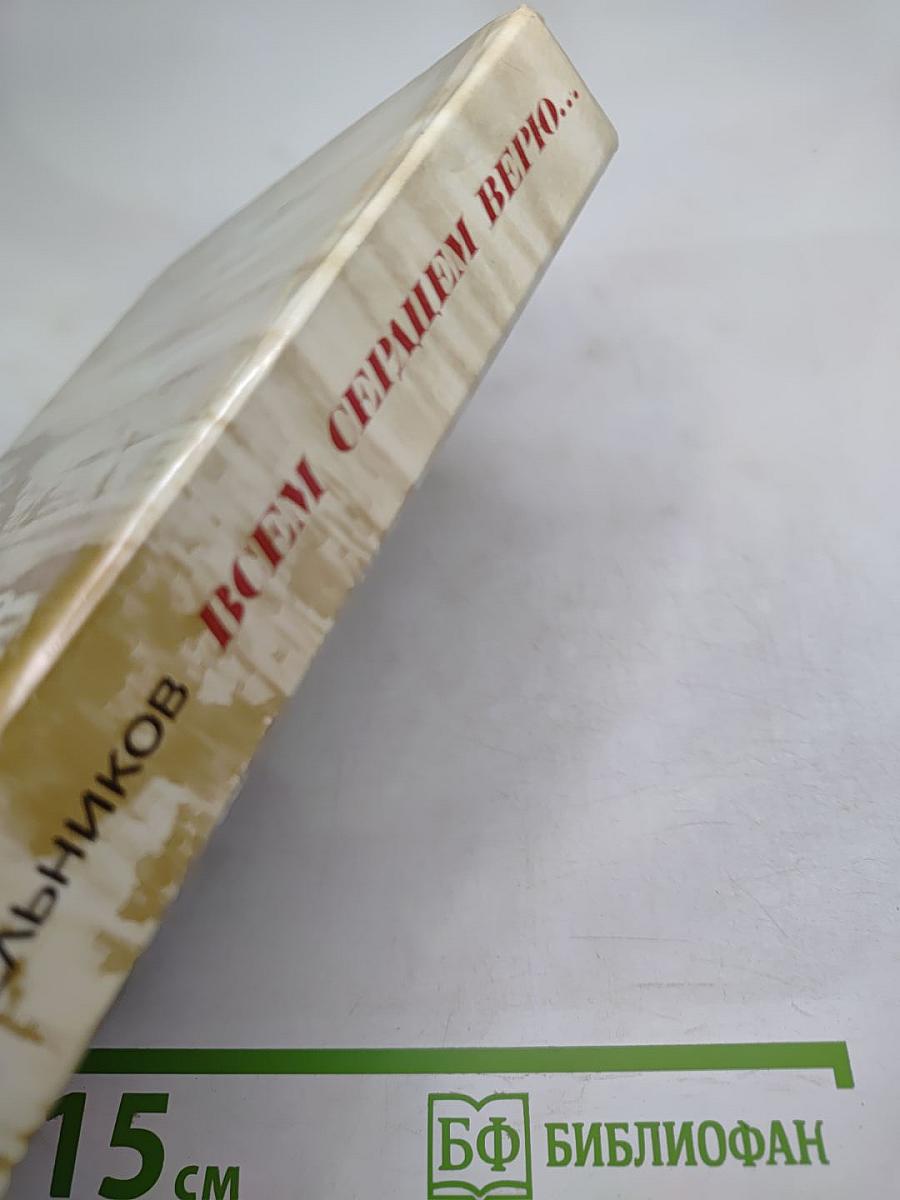 ЛЬНИКОВ ВСЕМ СЕРДЦЕМ ВЕРЮ...
15 см
БФ БИБЛИОФАН